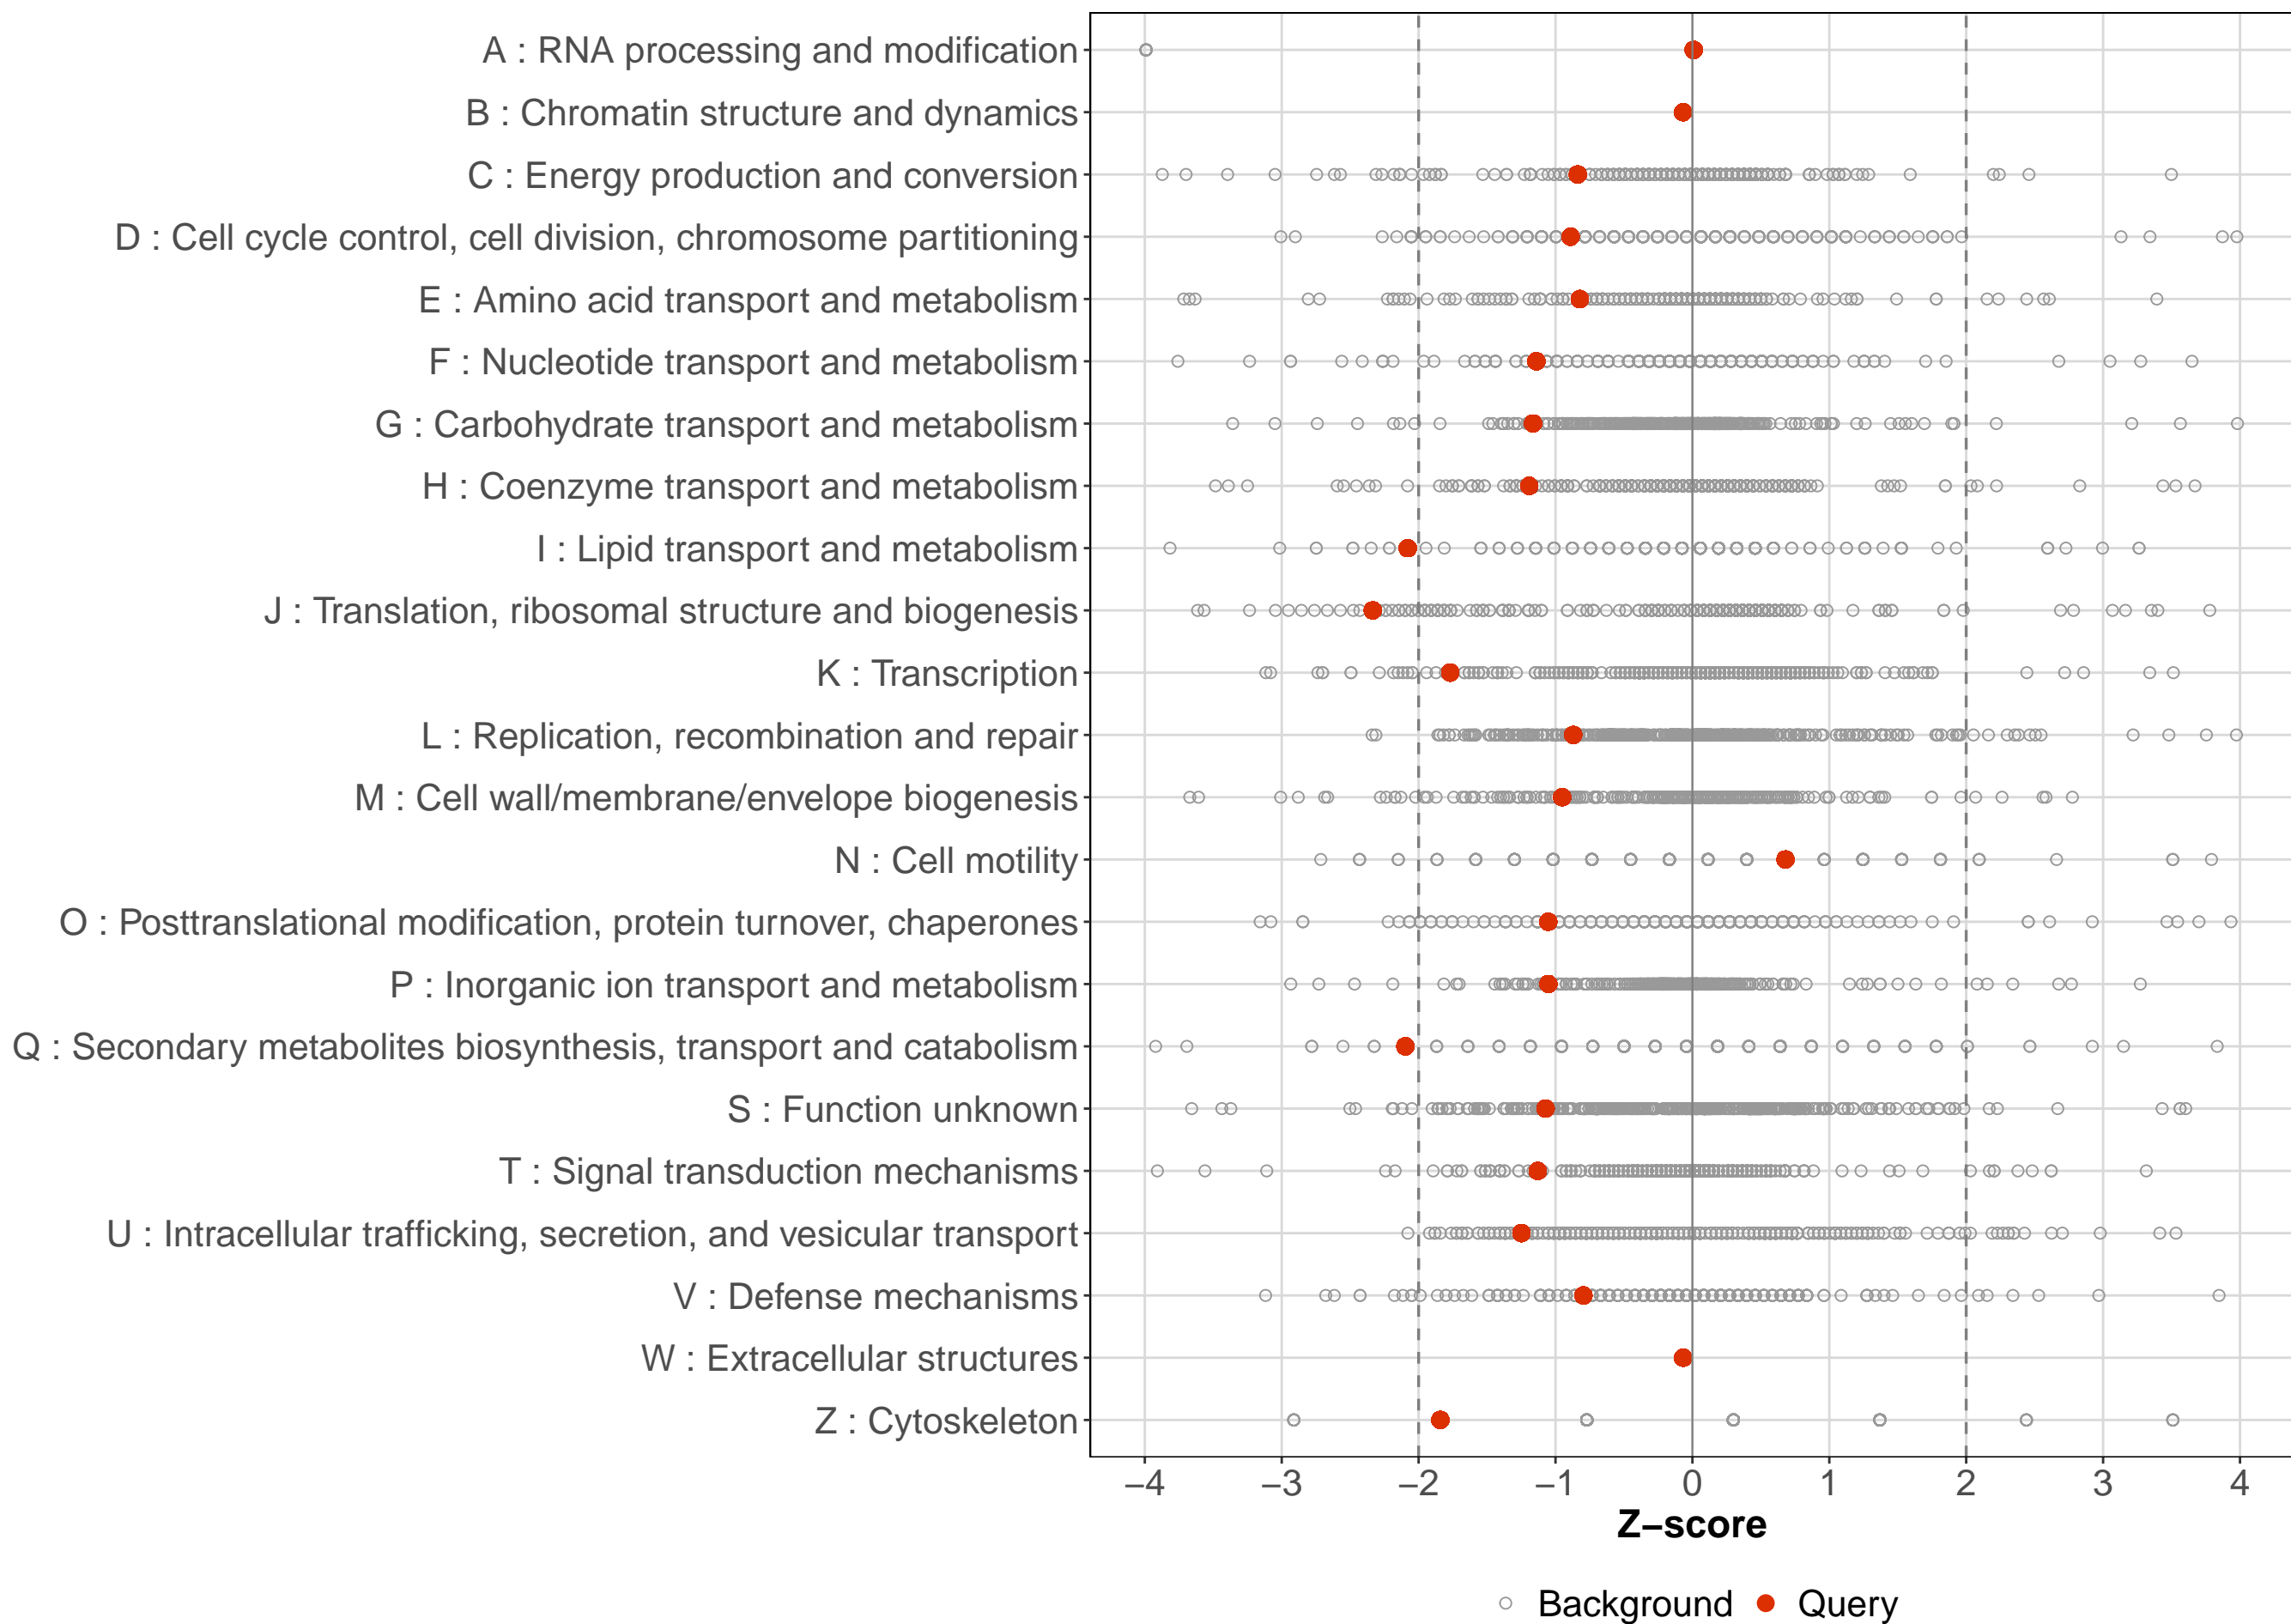 A : RNA processing and modification
B : Chromatin structure and dynamics
C : Energy production and conversion
D : Cell cycle control, cell division, chromosome partitioning
E : Amino acid transport and metabolism
F : Nucleotide transport and metabolism
G : Carbohydrate transport and metabolism
H : Coenzyme transport and metabolism
I : Lipid transport and metabolism
J : Translation, ribosomal structure and biogenesis
K : Transcription
L : Replication, recombination and repair
M : Cell wall/membrane/envelope biogenesis
N : Cell motility
O : Posttranslational modification, protein turnover, chaperones
P : Inorganic ion transport and metabolism
Q : Secondary metabolites biosynthesis, transport and catabolism
S : Function unknown
T : Signal transduction mechanisms
U : Intracellular trafficking, secretion, and vesicular transport
V : Defense mechanisms
W : Extracellular structures
Z : Cytoskeleton
−4 −3 −2 −1 0 1 2 3 4
Z−score
Background Query